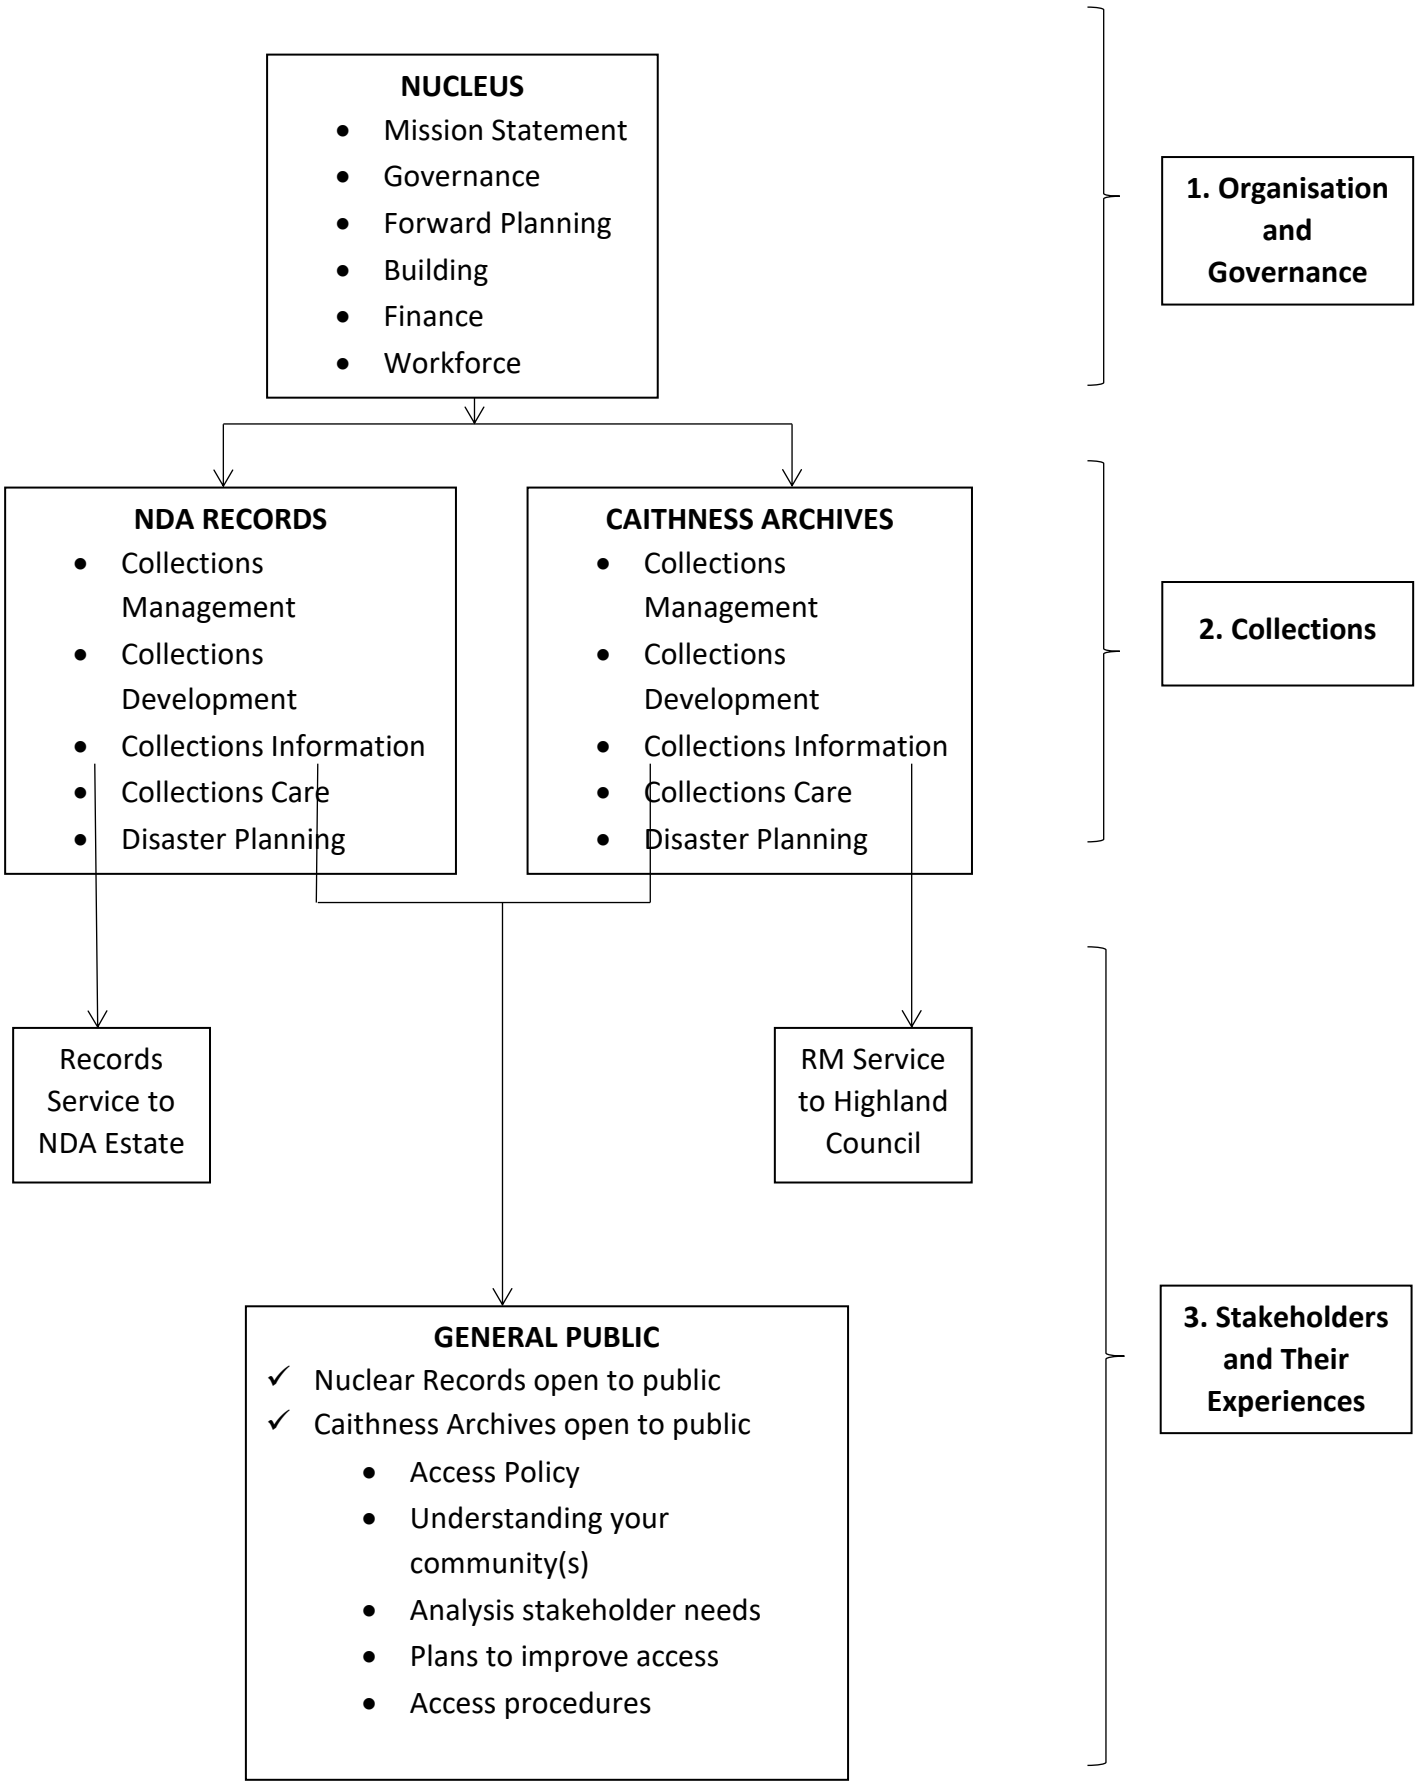 NUCLEUS
• Mission Statement
• Governance
• Forward Planning
• Building
• Finance
• Workforce
1. Organisation
and
Governance
NDA RECORDS
• Collections
Management
• Collections
Development
• Collections Information
• Collections Care
• Disaster Planning
CAITHNESS ARCHIVES
• Collections
Management
• Collections
Development
• Collections Information
• Collections Care
• Disaster Planning
2. Collections
Records
Service to
NDA Estate
RM Service
to Highland
Council
GENERAL PUBLIC
✓ Nuclear Records open to public
✓ Caithness Archives open to public
• Access Policy
• Understanding your
community(s)
• Analysis stakeholder needs
• Plans to improve access
• Access procedures
3. Stakeholders
and Their
Experiences